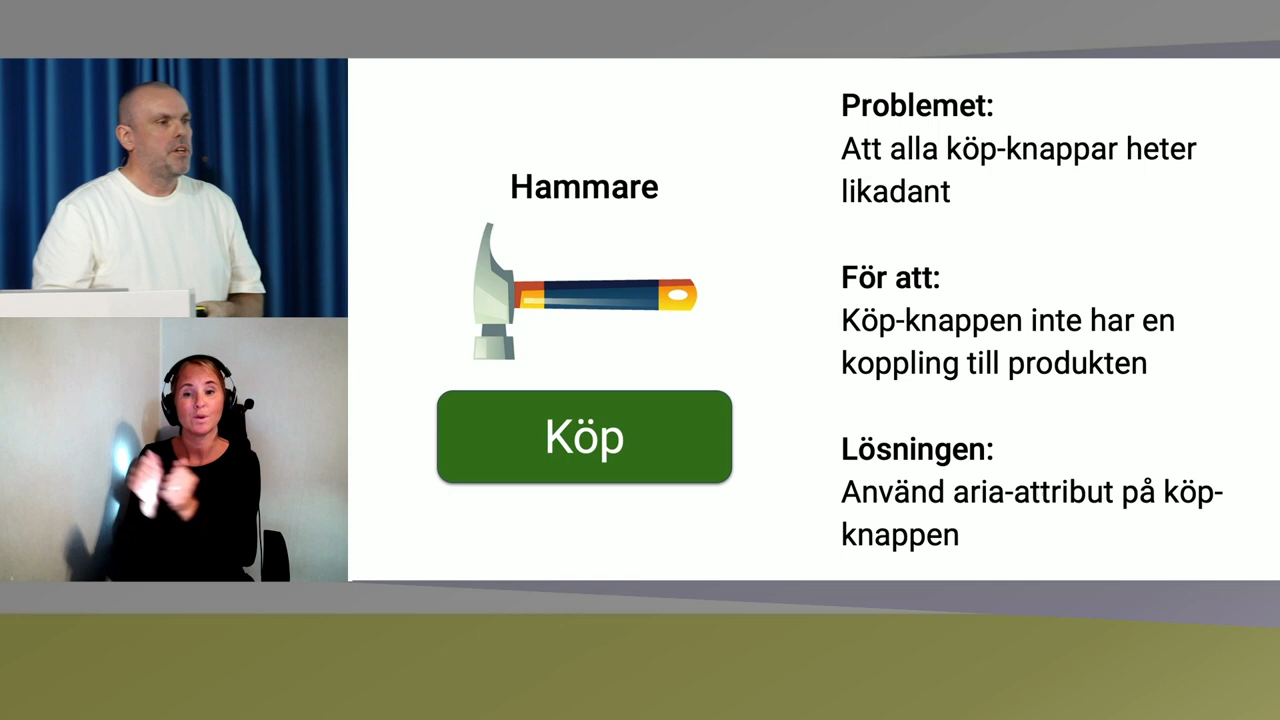 Hammare
Köp
Problemet:
Att alla köp-knappar heter
likadant
För att:
Köp-knappen inte har en
koppling till produkten
Lösningen:
Använd aria-attribut på köp-
knappen